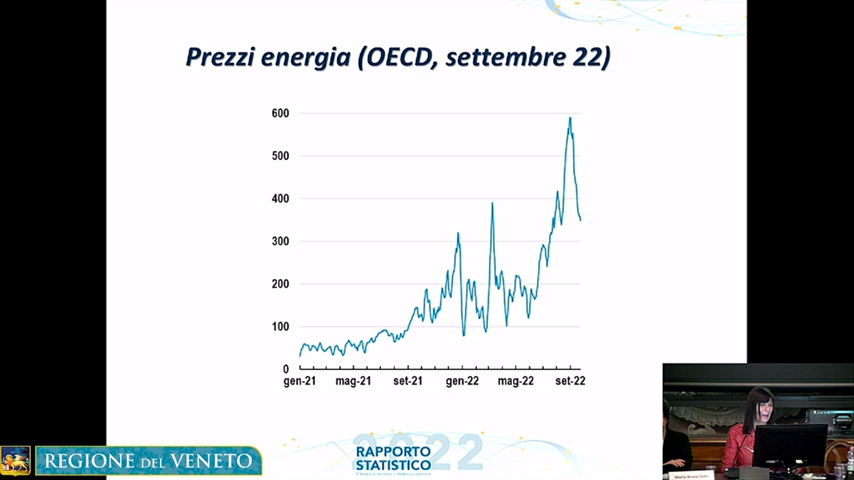 Prezzi energia (OECD, settembre 22)
600
500
400
300
200
100
0
gen-21 mag-21 set-21 gen-22 mag-22 set-22
2022
RAPPORTO
STATISTICO
REGIONE DEL VENETO